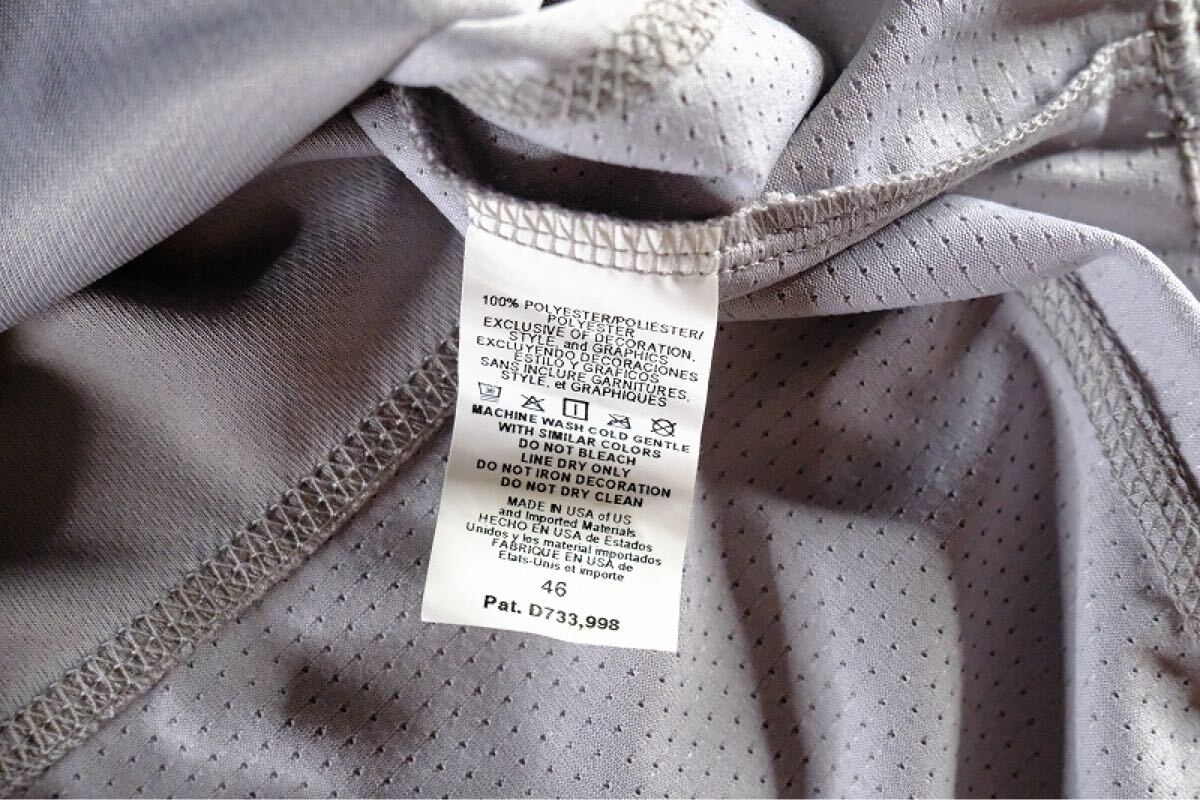 100% POLYESTER/POLIÉSTER/
POLYESTER
EXCLUSIVE OF DECORATION,
STYLE, and GRAPHICS
EXCLUYENDO DECORACIONES
ESTILO Y GRAFICOS
SANS INCLURE GARNITURES,
STYLE, et GRAPHIQUES
MACHINE WASH COLD GENTLE
WITH SIMILAR COLORS
DO NOT BLEACH
LINE DRY ONLY
DO NOT IRON DECORATION
DO NOT DRY CLEAN
MADE IN USA of US
and Imported Materials
HECHO EN USA de Estados
Unidos y los material importados
FABRIQUE EN USA de
Etats-Unis et importe
46
Pat. D733,998